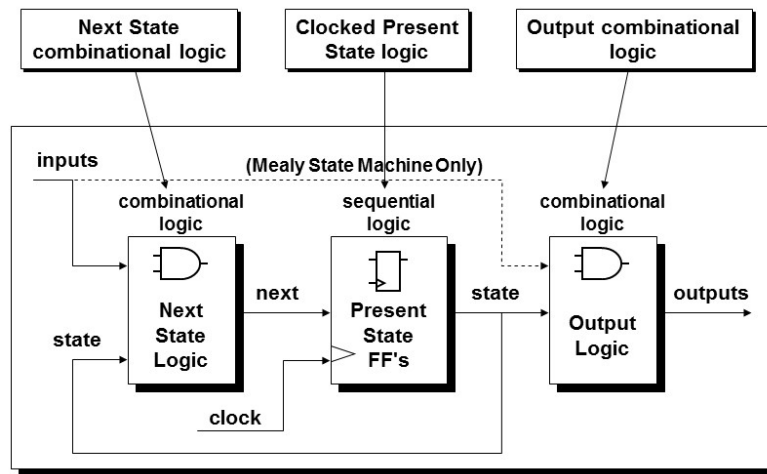 Next State
combinational logic
Clocked Present
State logic
Output combinational
logic
inputs
(Mealy State Machine Only)
combinational
logic
sequential
logic
combinational
logic
next
state
outputs
Next
State
Logic
Present
State
FF's
Output
Logic
state
clock